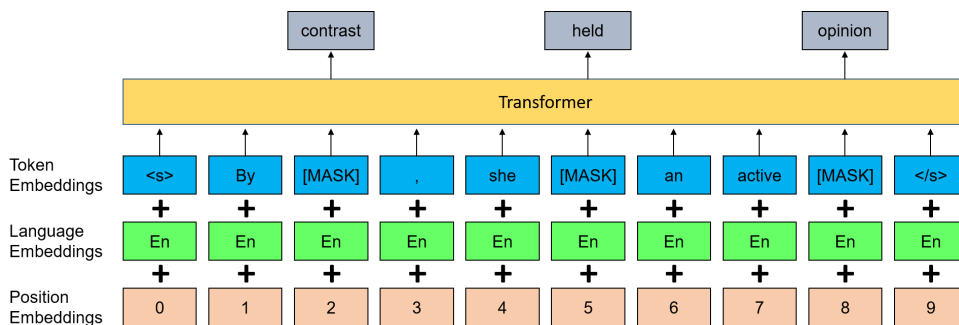 contrast held opinion
Transformer
Token
Embeddings
<s> By [MASK] , she [MASK] an active [MASK] </s>
+ + + + + + + + + +
Language
Embeddings
En En En En En En En En En En
+ + + + + + + + + +
Position
Embeddings
0 1 2 3 4 5 6 7 8 9